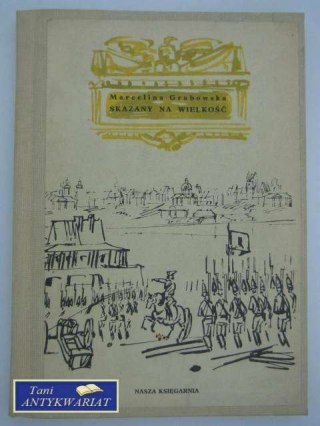 Marcelina Grabowska
SKAZANY NA WIELKOŚĆ
NASZA KSIĘGARNIA
Tani
ANTYKWARIAT